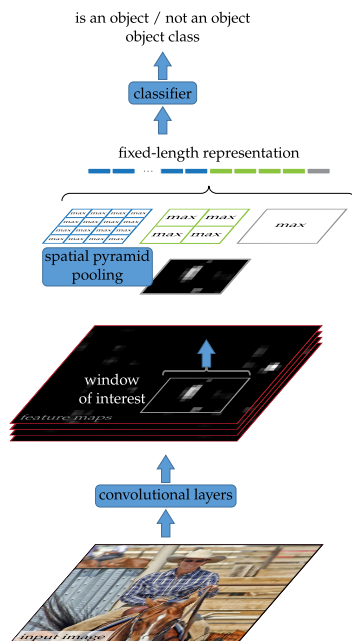 is an object / not an object
object class
classifier
fixed-length representation
...
max max max max
max max max max
max max max max
max max max max
max max
max max
max
spatial pyramid
pooling
window
of interest
feature maps
convolutional layers
input image